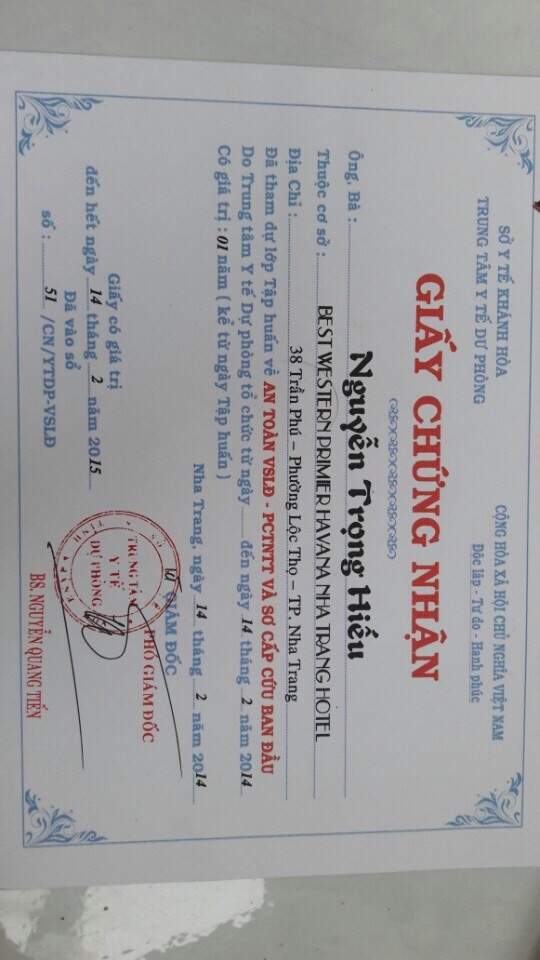 SỞ Y TẾ KHÁNH HÒA
TRUNG TÂM Y TẾ DỰ PHÒNG
CỘNG HÒA XÃ HỘI CHỦ NGHĨA VIỆT NAM
Độc lập - Tự do - Hạnh phúc
GIẤY CHỨNG NHẬN
Ông, Bà : Nguyễn Trọng Hiếu
Thuộc cơ sở : BEST WESTERN PRIMIER HAVANA NHA TRANG HOTEL
Địa Chỉ : 38 Trần Phú – Phường Lộc Thọ – TP. Nha Trang
Đã tham dự lớp Tập huấn về AN TOÀN VSLĐ - PCTNTT VÀ SƠ CẤP CỨU BAN ĐẦU
Do Trung tâm Y tế Dự phòng tổ chức từ ngày đến ngày 14 tháng 2 năm 2014
Có giá trị : 01 năm ( kể từ ngày Tập huấn )
Nha Trang, ngày 14 tháng 2 năm 2014
GIÁM ĐỐC
PHÓ GIÁM ĐỐC
TRUNG TÂM
Y TẾ
DỰ PHÒNG
BS. NGUYỄN QUANG TIẾN
Giấy có giá trị
đến hết ngày 14 tháng 2 năm 2015
Đã vào sổ
số : 51 /CN/YTDP-VSLĐ